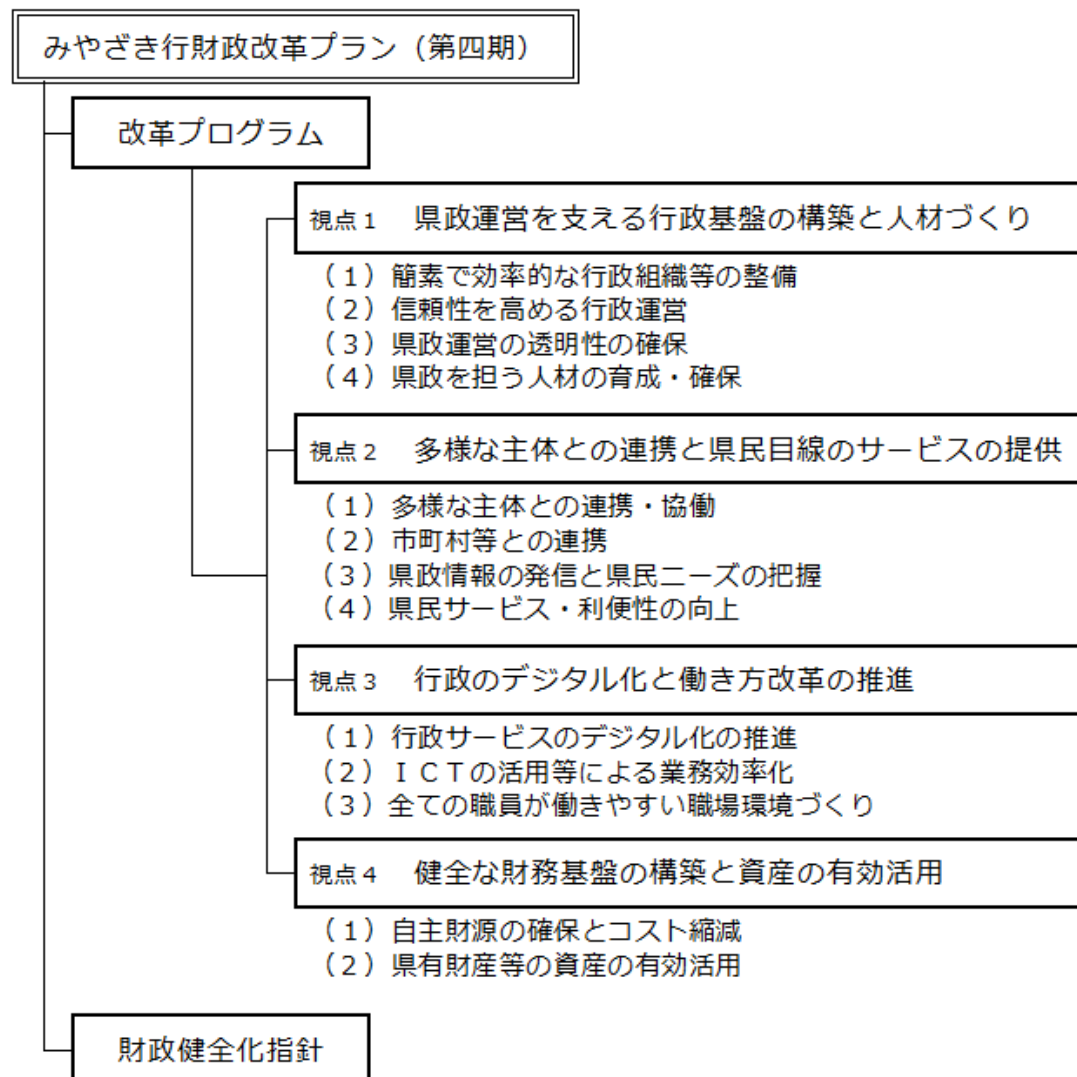 みやざき行財政改革プラン（第四期）
改革プログラム
視点１　県政運営を支える行政基盤の構築と人材づくり
（１）簡素で効率的な行政組織等の整備
（２）信頼性を高める行政運営
（３）県政運営の透明性の確保
（４）県政を担う人材の育成・確保
視点２　多様な主体との連携と県民目線のサービスの提供
（１）多様な主体との連携・協働
（２）市町村等との連携
（３）県政情報の発信と県民ニーズの把握
（４）県民サービス・利便性の向上
視点３　行政のデジタル化と働き方改革の推進
（１）行政サービスのデジタル化の推進
（２）ＩＣＴの活用等による業務効率化
（３）全ての職員が働きやすい職場環境づくり
視点４　健全な財務基盤の構築と資産の有効活用
（１）自主財源の確保とコスト縮減
（２）県有財産等の資産の有効活用
財政健全化指針